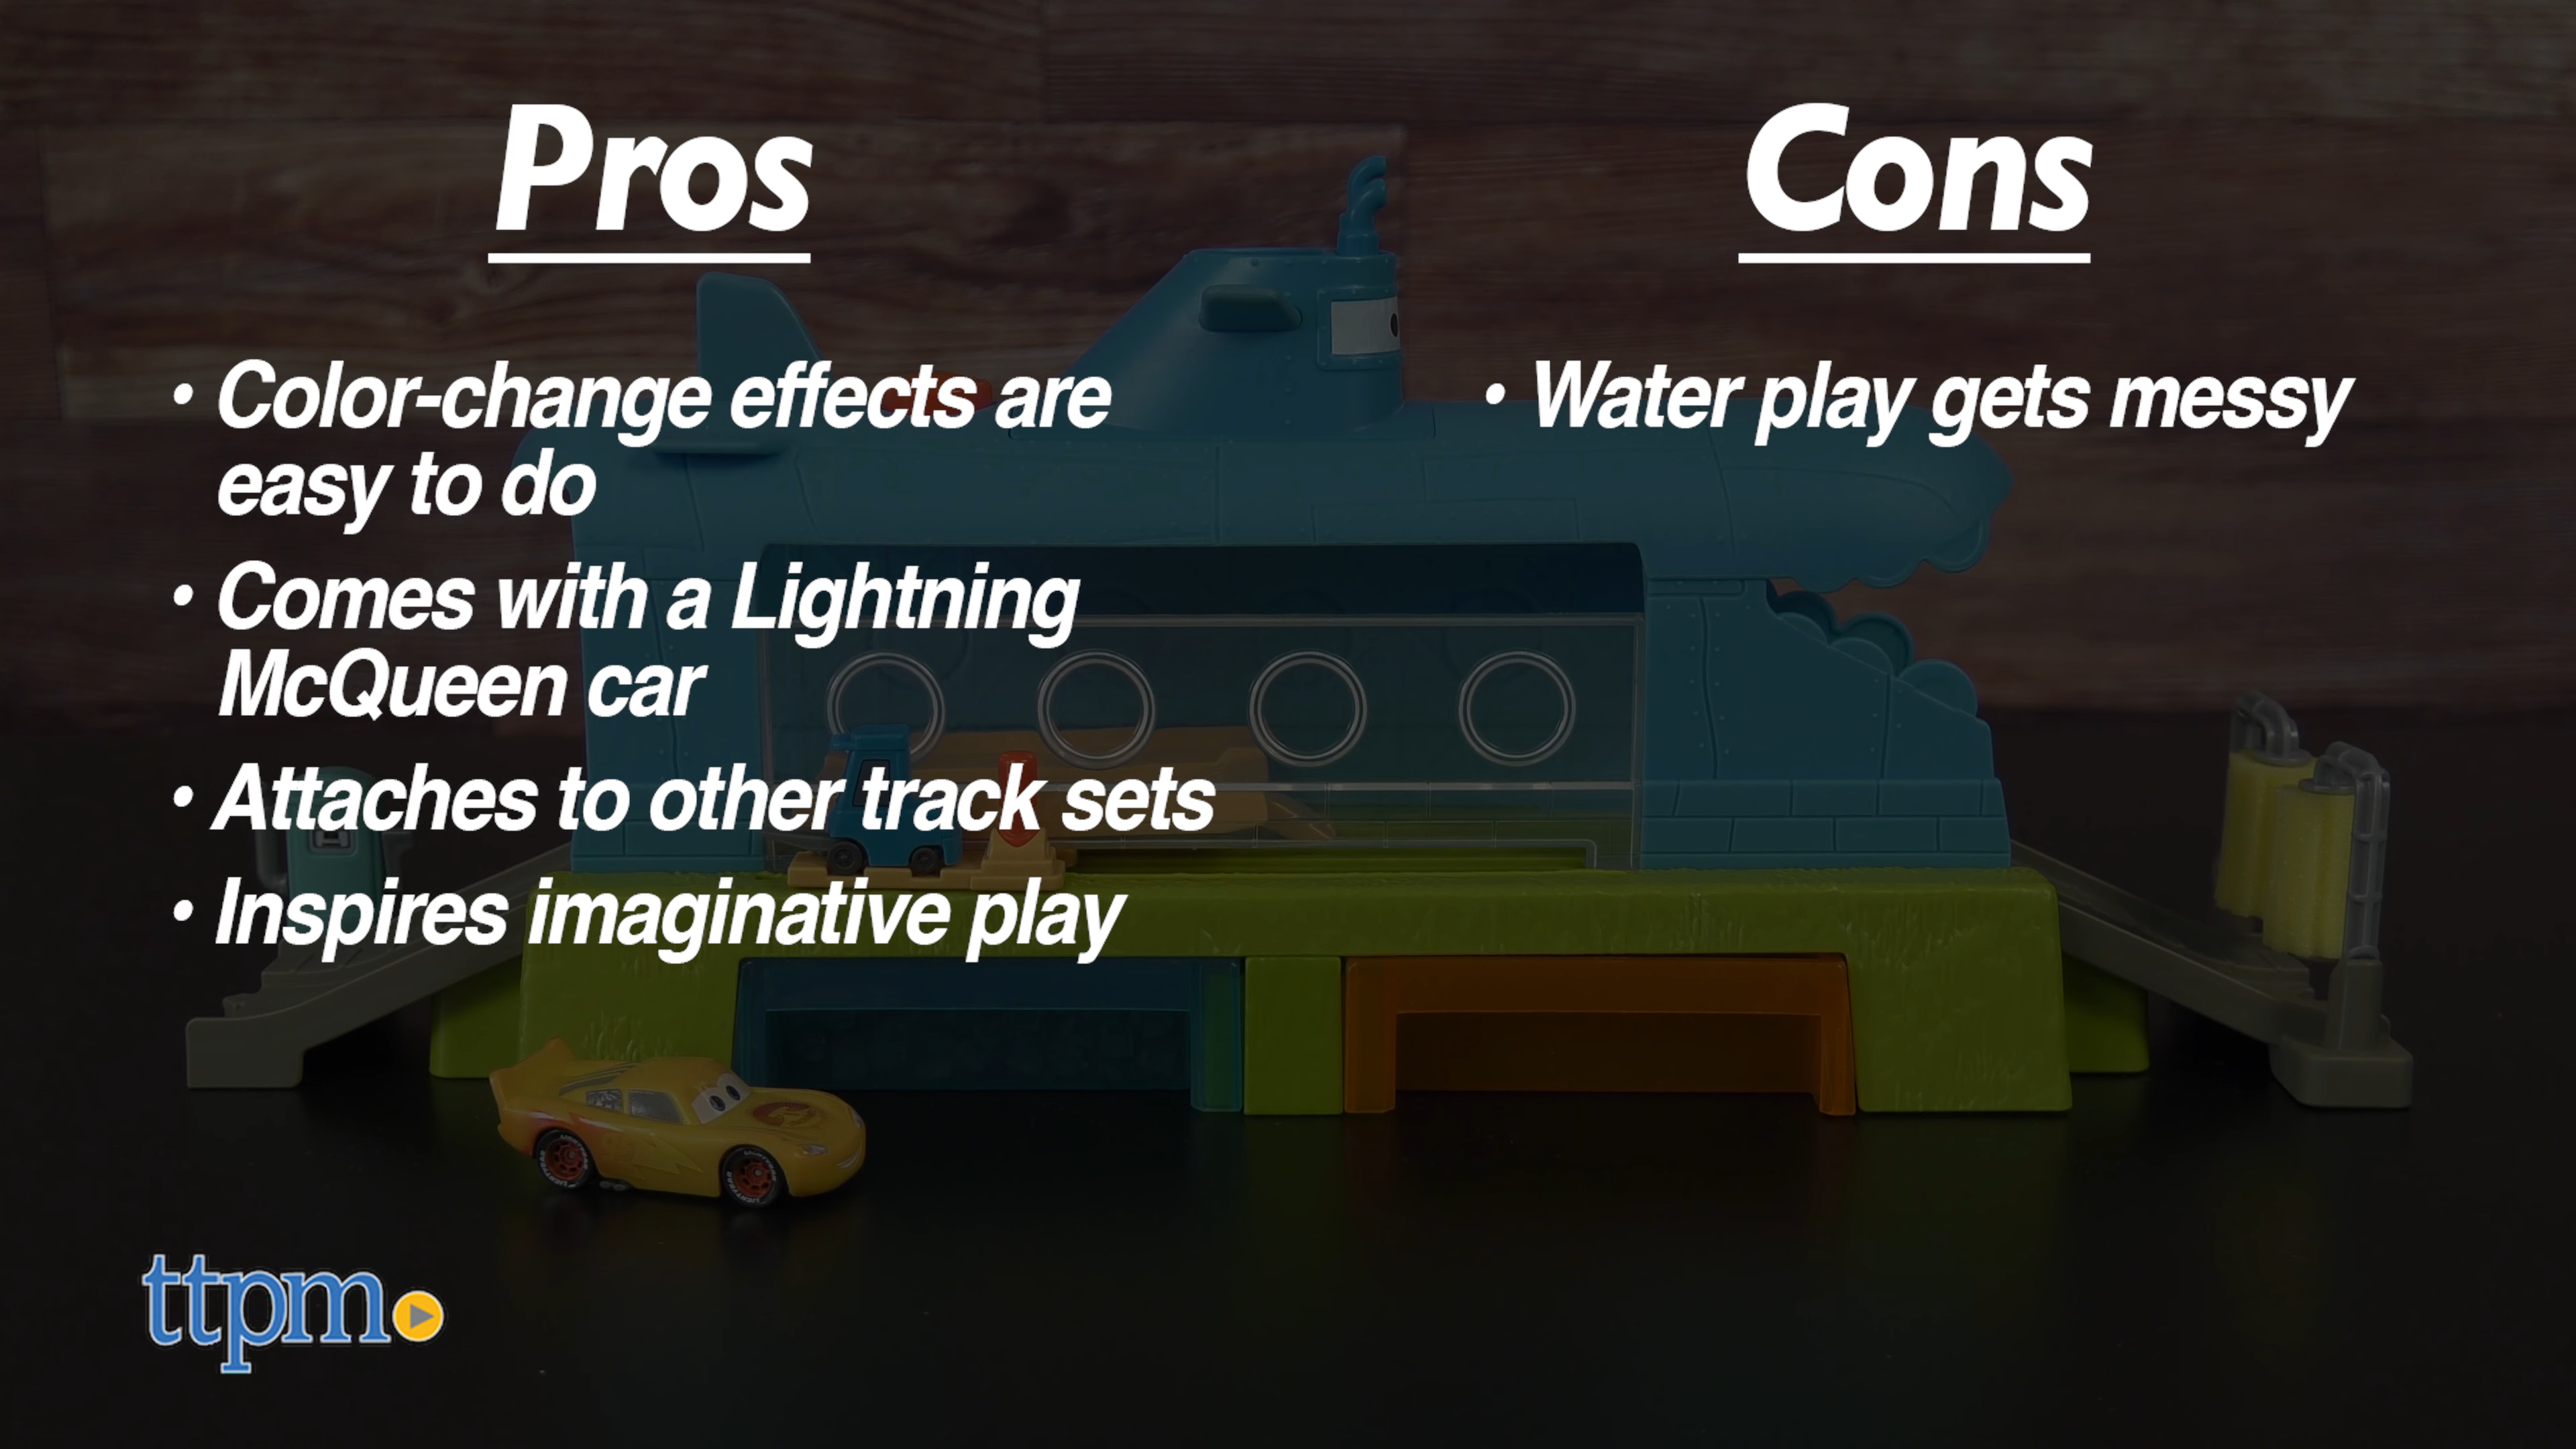 Pros
• Color-change effects are
easy to do
• Comes with a Lightning
McQueen car
• Attaches to other track sets
• Inspires imaginative play
Cons
• Water play gets messy
ttpm